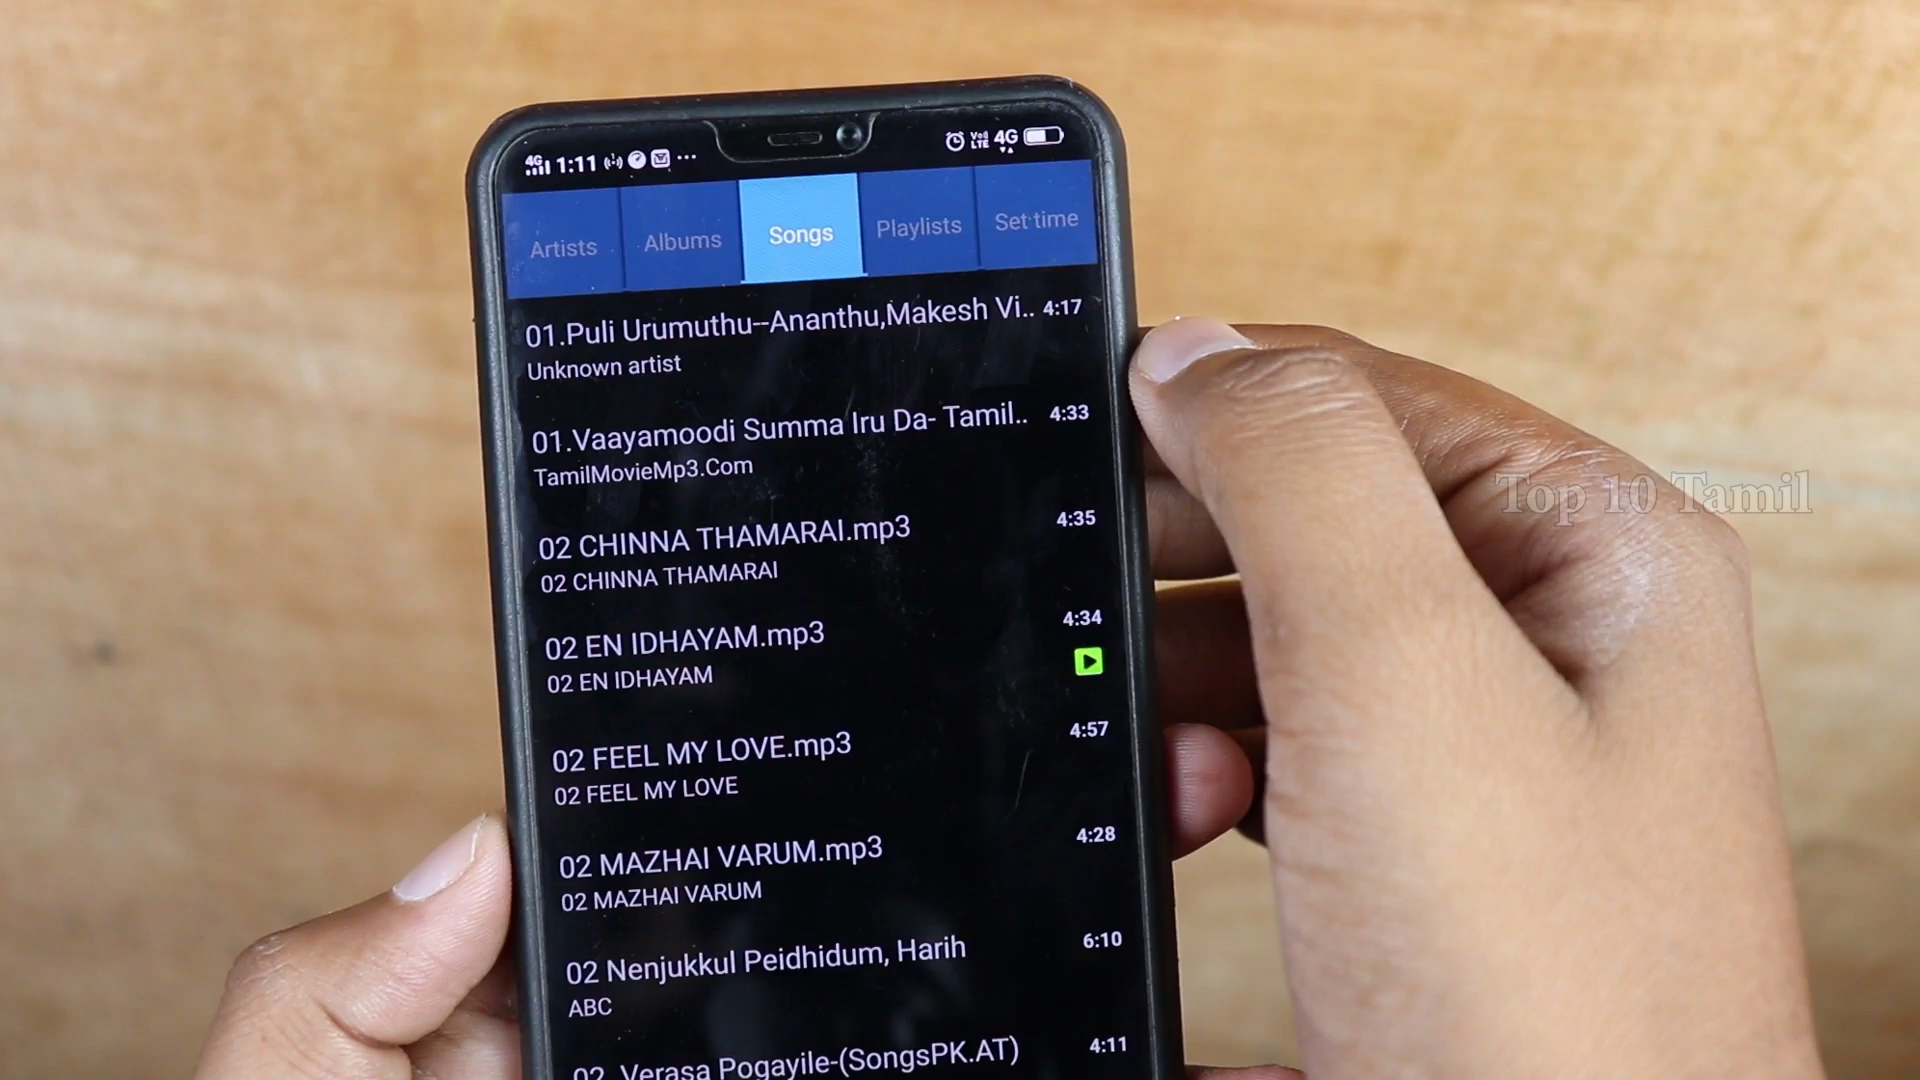 4G 1:11 ... VoLTE 4G
Artists Albums Songs Playlists Set time
01.Puli Urumuthu--Ananthu,Makesh Vi.. 4:17
Unknown artist
01.Vaayamoodi Summa Iru Da- Tamil.. 4:33
TamilMovieMp3.Com
02 CHINNA THAMARAI.mp3 4:35
02 CHINNA THAMARAI
02 EN IDHAYAM.mp3 4:34
02 EN IDHAYAM
02 FEEL MY LOVE.mp3 4:57
02 FEEL MY LOVE
02 MAZHAI VARUM.mp3 4:28
02 MAZHAI VARUM
02 Nenjukkul Peidhidum, Harih 6:10
ABC
02 Verasa Pogayile-(SongsPK.AT) 4:11
Top 10 Tamil